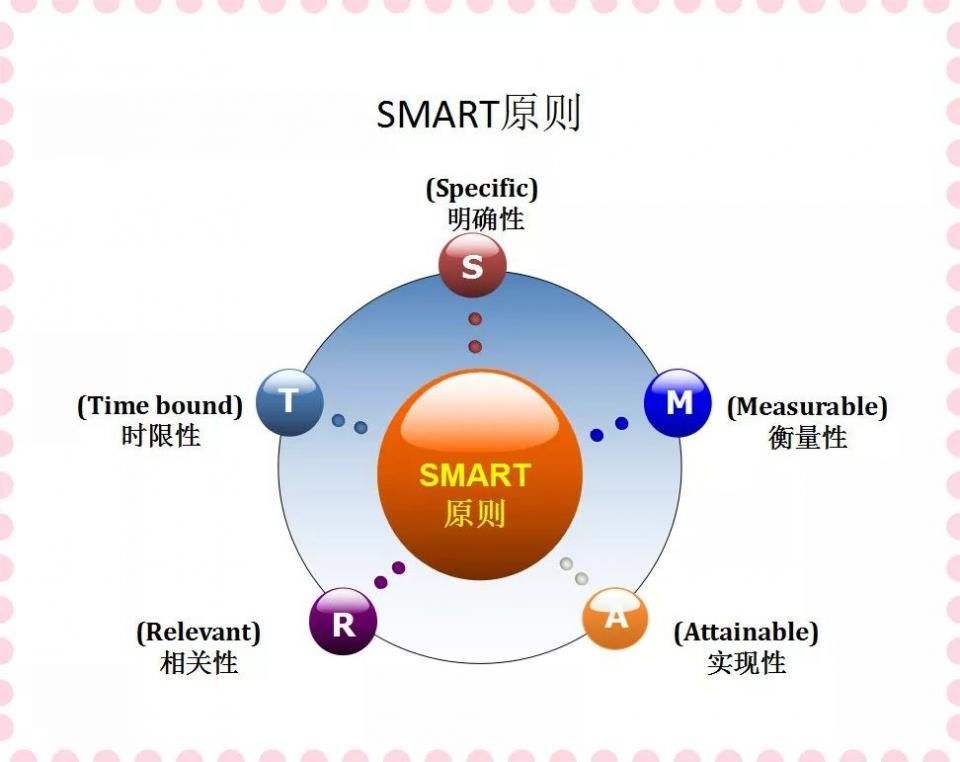 SMART原则
(Specific)
明确性
S
T
M
(Time bound)
时限性
(Measurable)
衡量性
SMART
原则
R
A
(Relevant)
相关性
(Attainable)
实现性